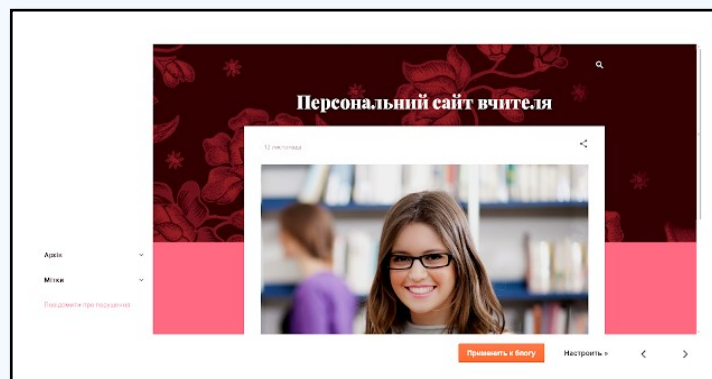 Персональний сайт вчителя
12 листопада
Архів
Мітки
Повідомити про порушення
Применить к блогу
Настроить »